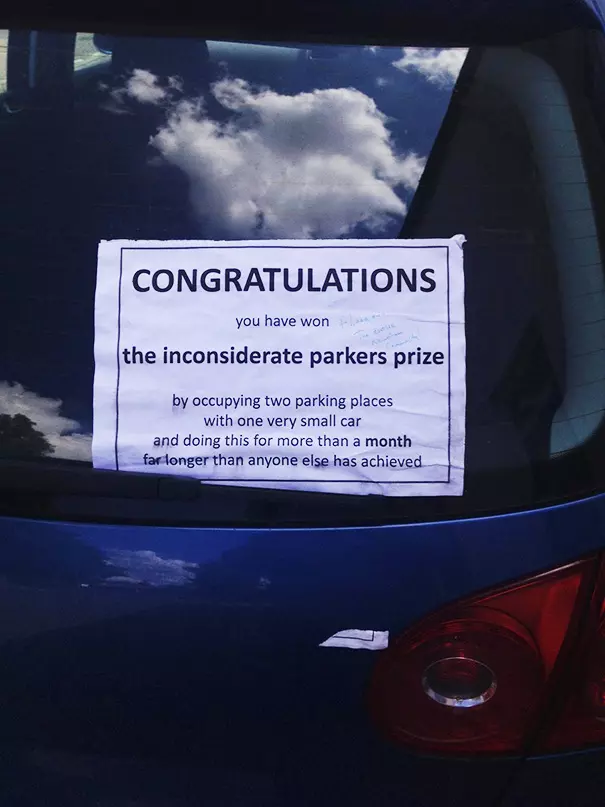 CONGRATULATIONS
you have won
the inconsiderate parkers prize
by occupying two parking places
with one very small car
and doing this for more than a month
far longer than anyone else has achieved